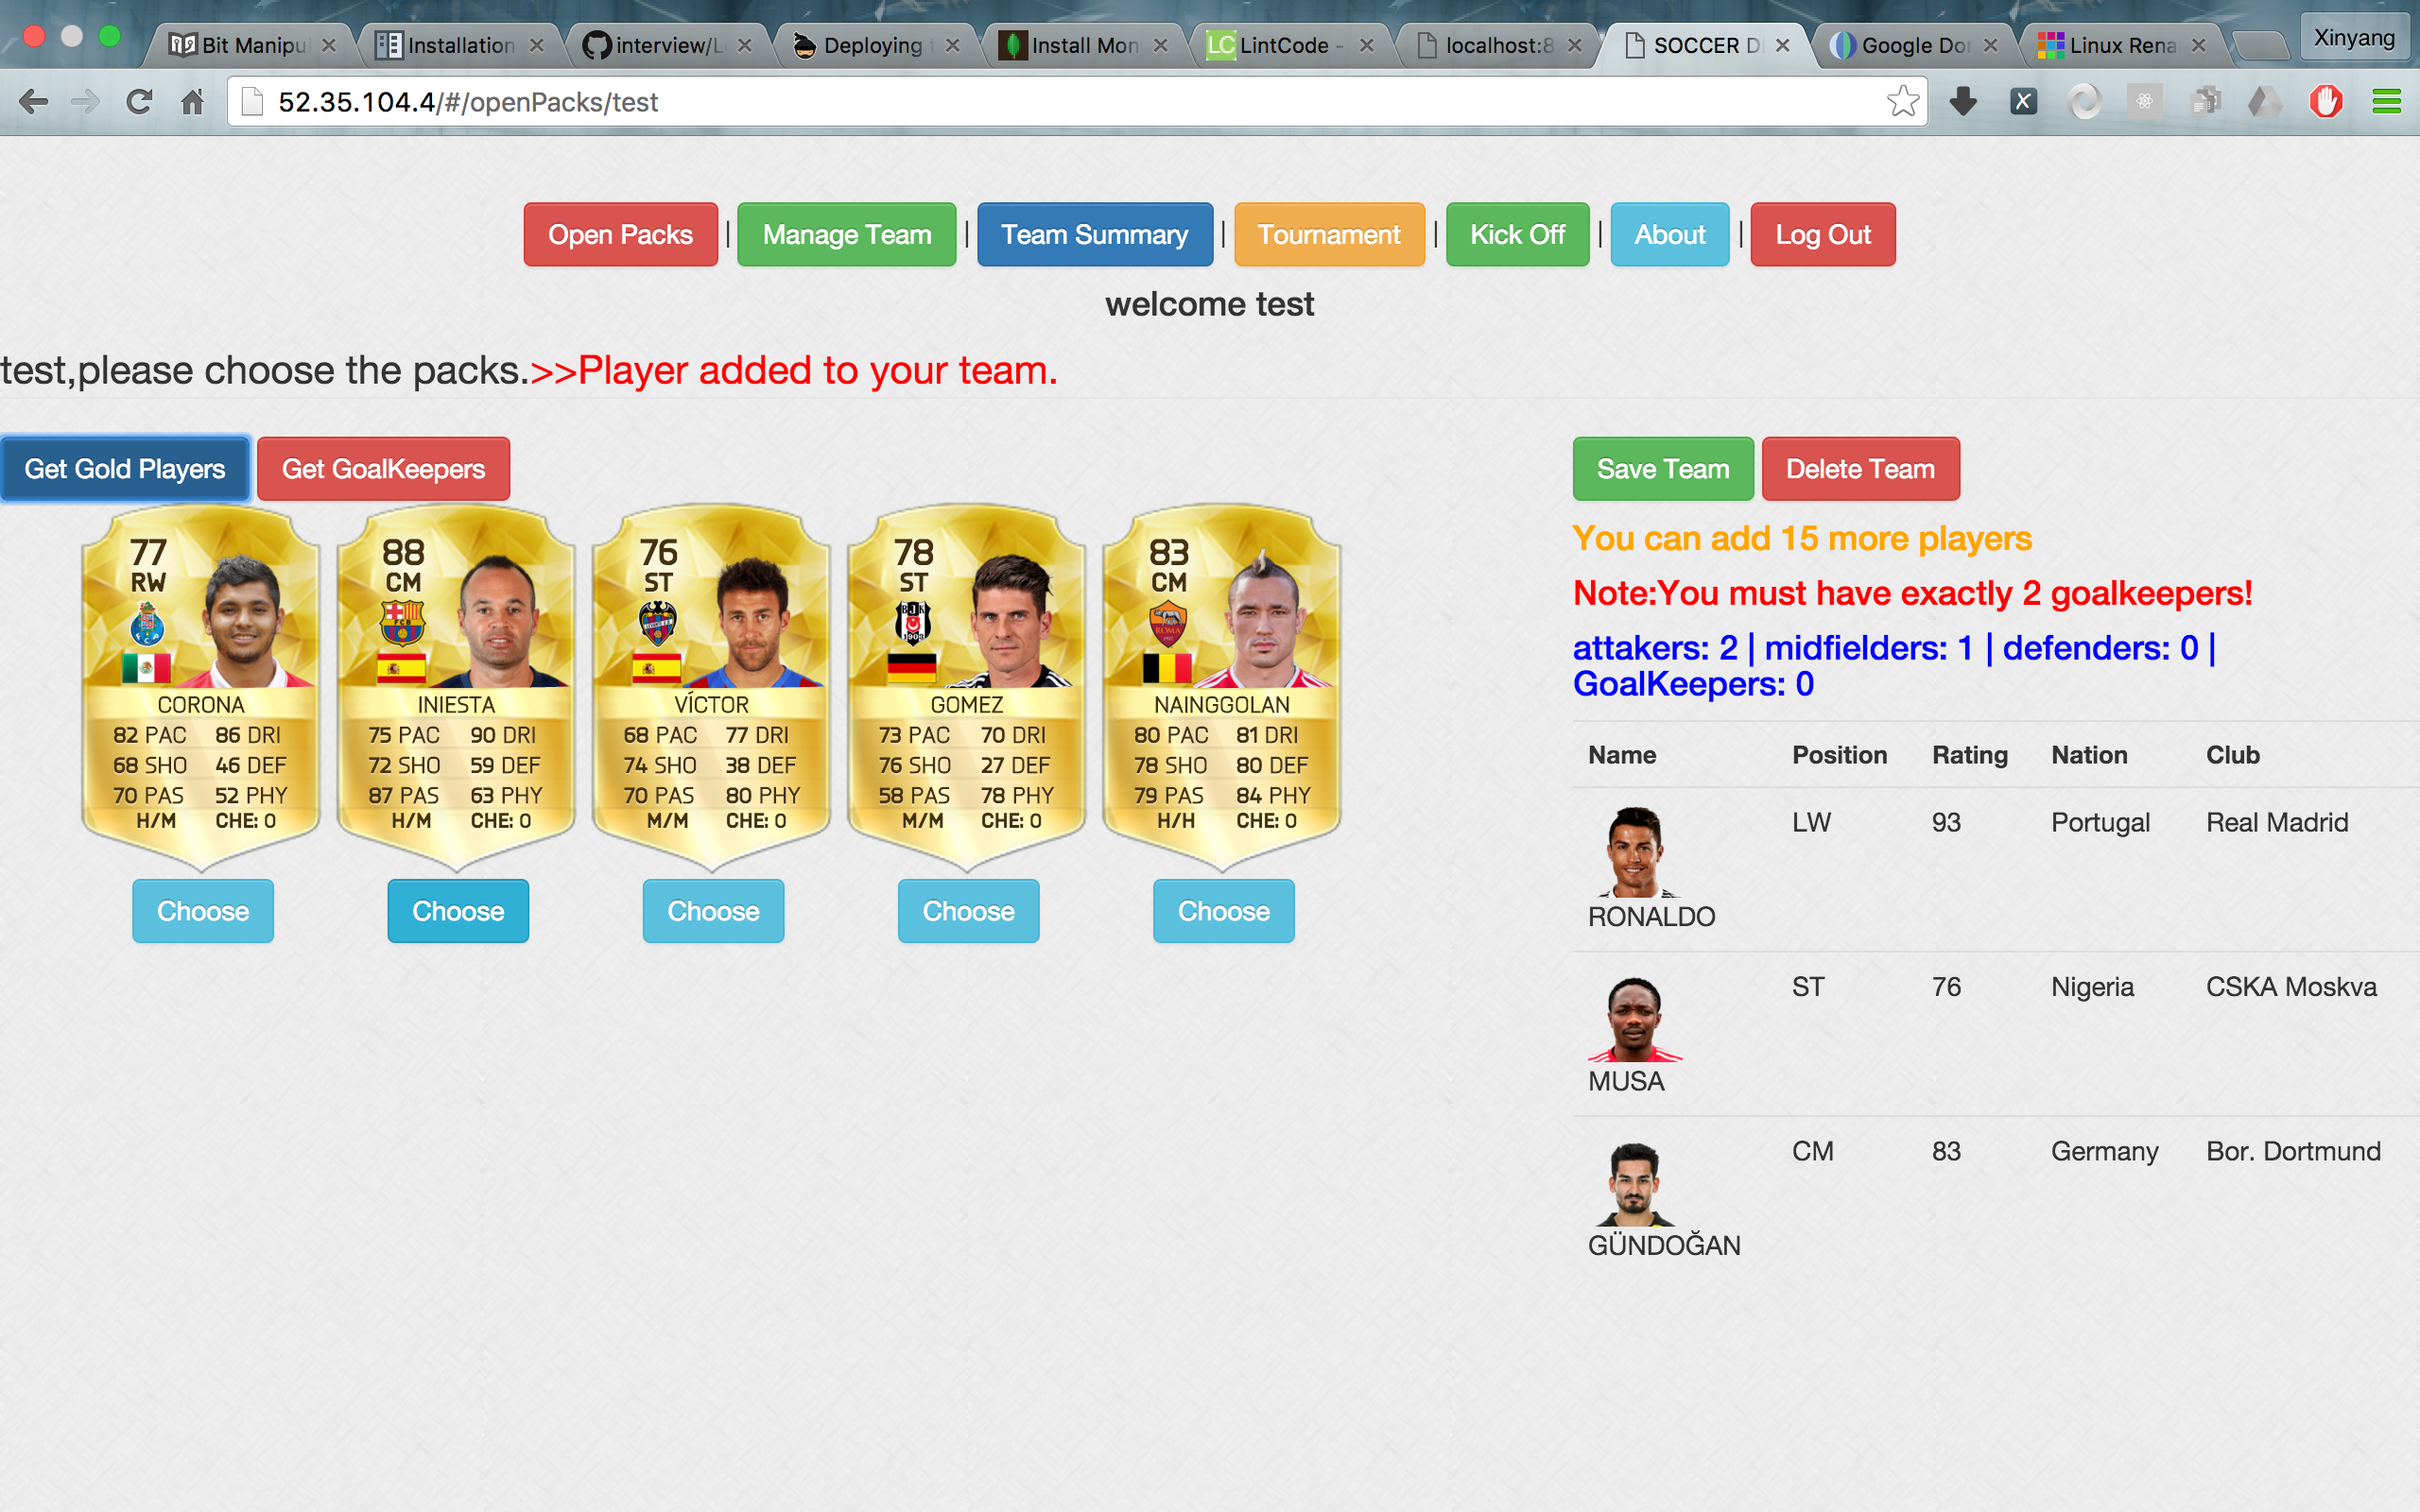 Bit Manipul
Installation
interview/L
Deploying t
Install Mon
LC LintCode -
localhost:8
SOCCER D
Google Dor
Linux Rena
Xinyang
52.35.104.4/#/openPacks/test
Open Packs | Manage Team | Team Summary | Tournament | Kick Off | About | Log Out
welcome test
test,please choose the packs.>>Player added to your team.
Get Gold Players Get GoalKeepers
77
RW
CORONA
82 PAC 86 DRI
68 SHO 46 DEF
70 PAS 52 PHY
H/M CHE: 0
Choose
88
CM
FCB
INIESTA
75 PAC 90 DRI
72 SHO 59 DEF
87 PAS 63 PHY
H/M CHE: 0
Choose
76
ST
VÍCTOR
68 PAC 77 DRI
74 SHO 38 DEF
70 PAS 80 PHY
M/M CHE: 0
Choose
78
ST
BJK
1903
GOMEZ
73 PAC 70 DRI
76 SHO 27 DEF
58 PAS 78 PHY
M/M CHE: 0
Choose
83
CM
ROMA
NAINGGOLAN
80 PAC 81 DRI
78 SHO 80 DEF
79 PAS 84 PHY
H/H CHE: 0
Choose
Save Team Delete Team
You can add 15 more players
Note:You must have exactly 2 goalkeepers!
attakers: 2 | midfielders: 1 | defenders: 0 |
GoalKeepers: 0
Name Position Rating Nation Club
RONALDO LW 93 Portugal Real Madrid
MUSA ST 76 Nigeria CSKA Moskva
GÜNDOĞAN CM 83 Germany Bor. Dortmund